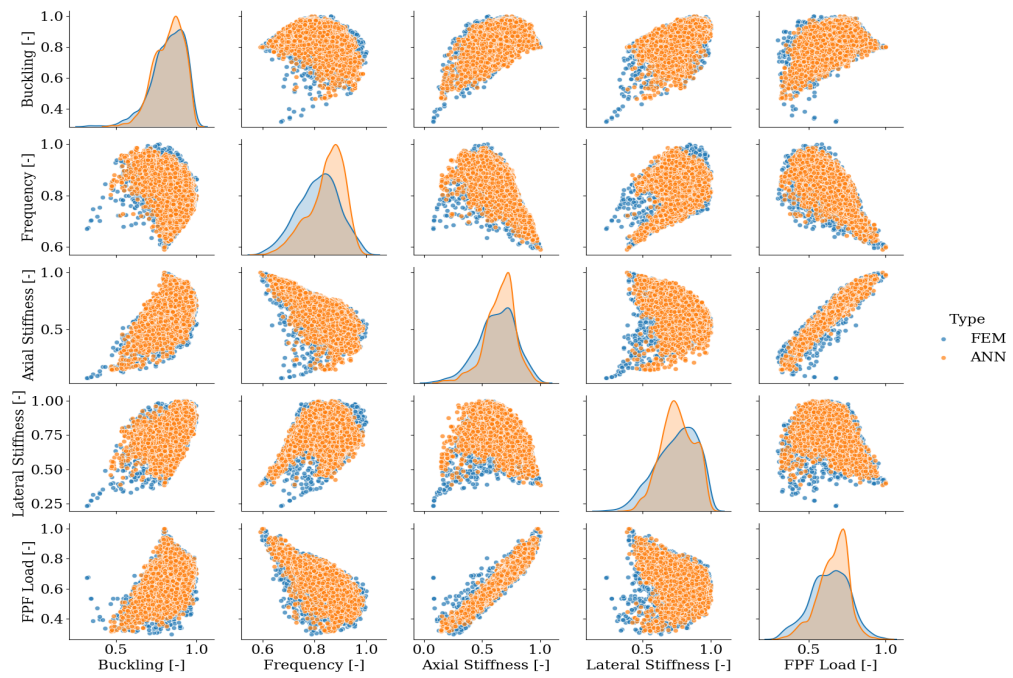 Buckling [-]
1.0
0.8
0.6
0.4
Frequency [-]
1.0
0.8
0.6
Axial Stiffness [-]
1.0
0.5
Type
FEM
ANN
Lateral Stiffness [-]
1.00
0.75
0.50
0.25
FPF Load [-]
1.0
0.8
0.6
0.4
0.5 1.0
0.6 0.8 1.0
0.0 0.5 1.0
0.5 1.0
0.5 1.0
Buckling [-]
Frequency [-]
Axial Stiffness [-]
Lateral Stiffness [-]
FPF Load [-]